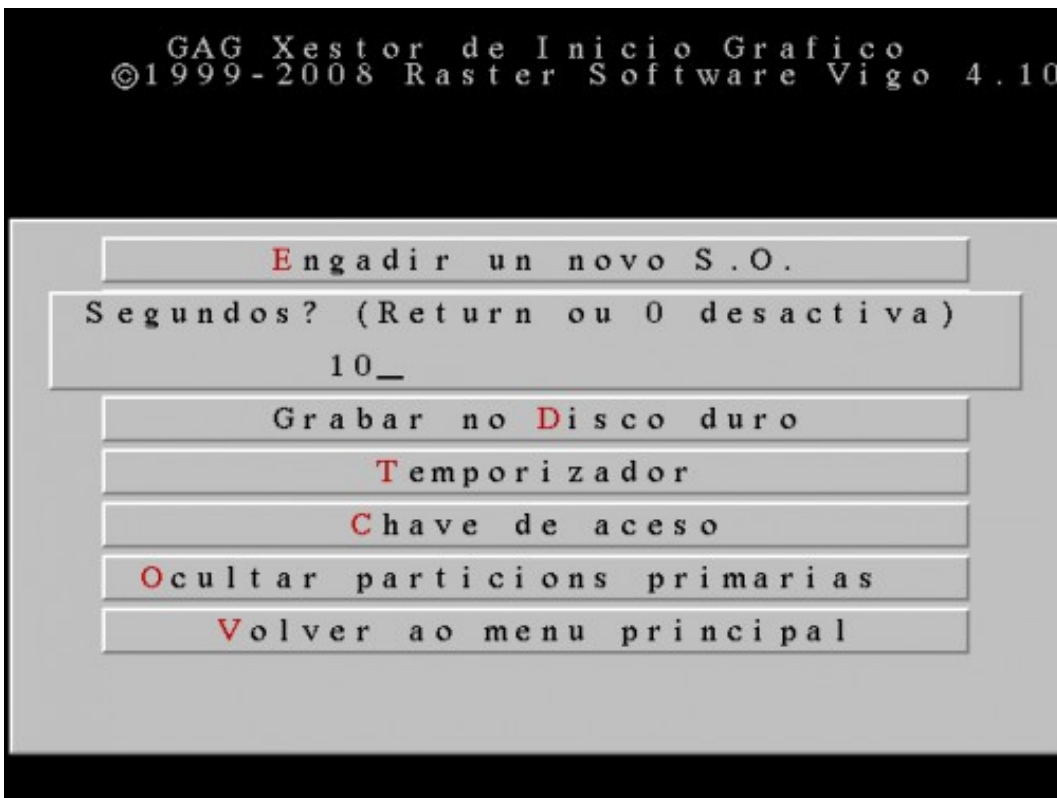 GAG Xestor de Inicio Grafico
©1999-2008 Raster Software Vigo 4.10
Engadir un novo S.O.
Segundos? (Return ou 0 desactiva)
10_
Grabar no Disco duro
Temporizador
Chave de aceso
Ocultar particions primarias
Volver ao menu principal